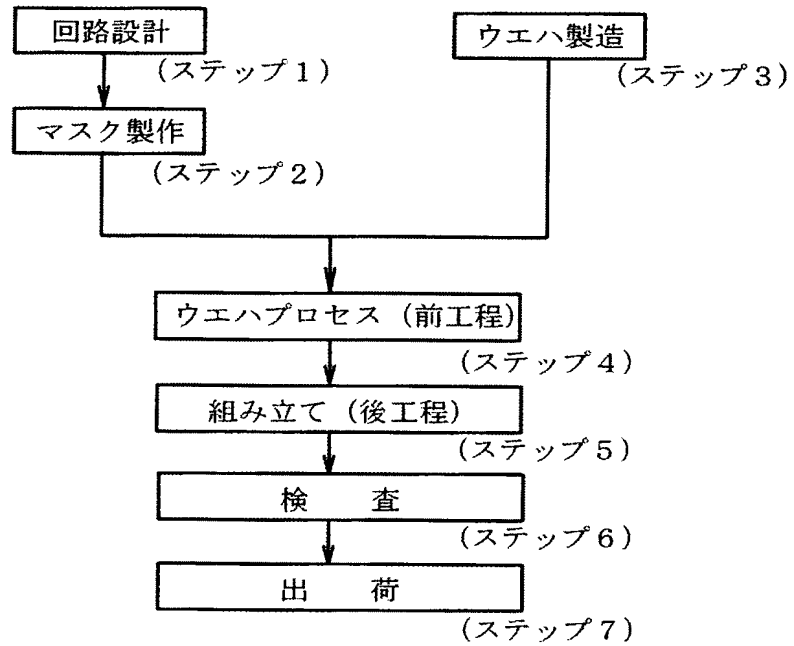 回路設計
(ステップ1)
ウエハ製造
(ステップ3)
マスク製作
(ステップ2)
ウエハプロセス (前工程)
(ステップ4)
組み立て (後工程)
(ステップ5)
検 査
(ステップ6)
出 荷
(ステップ7)